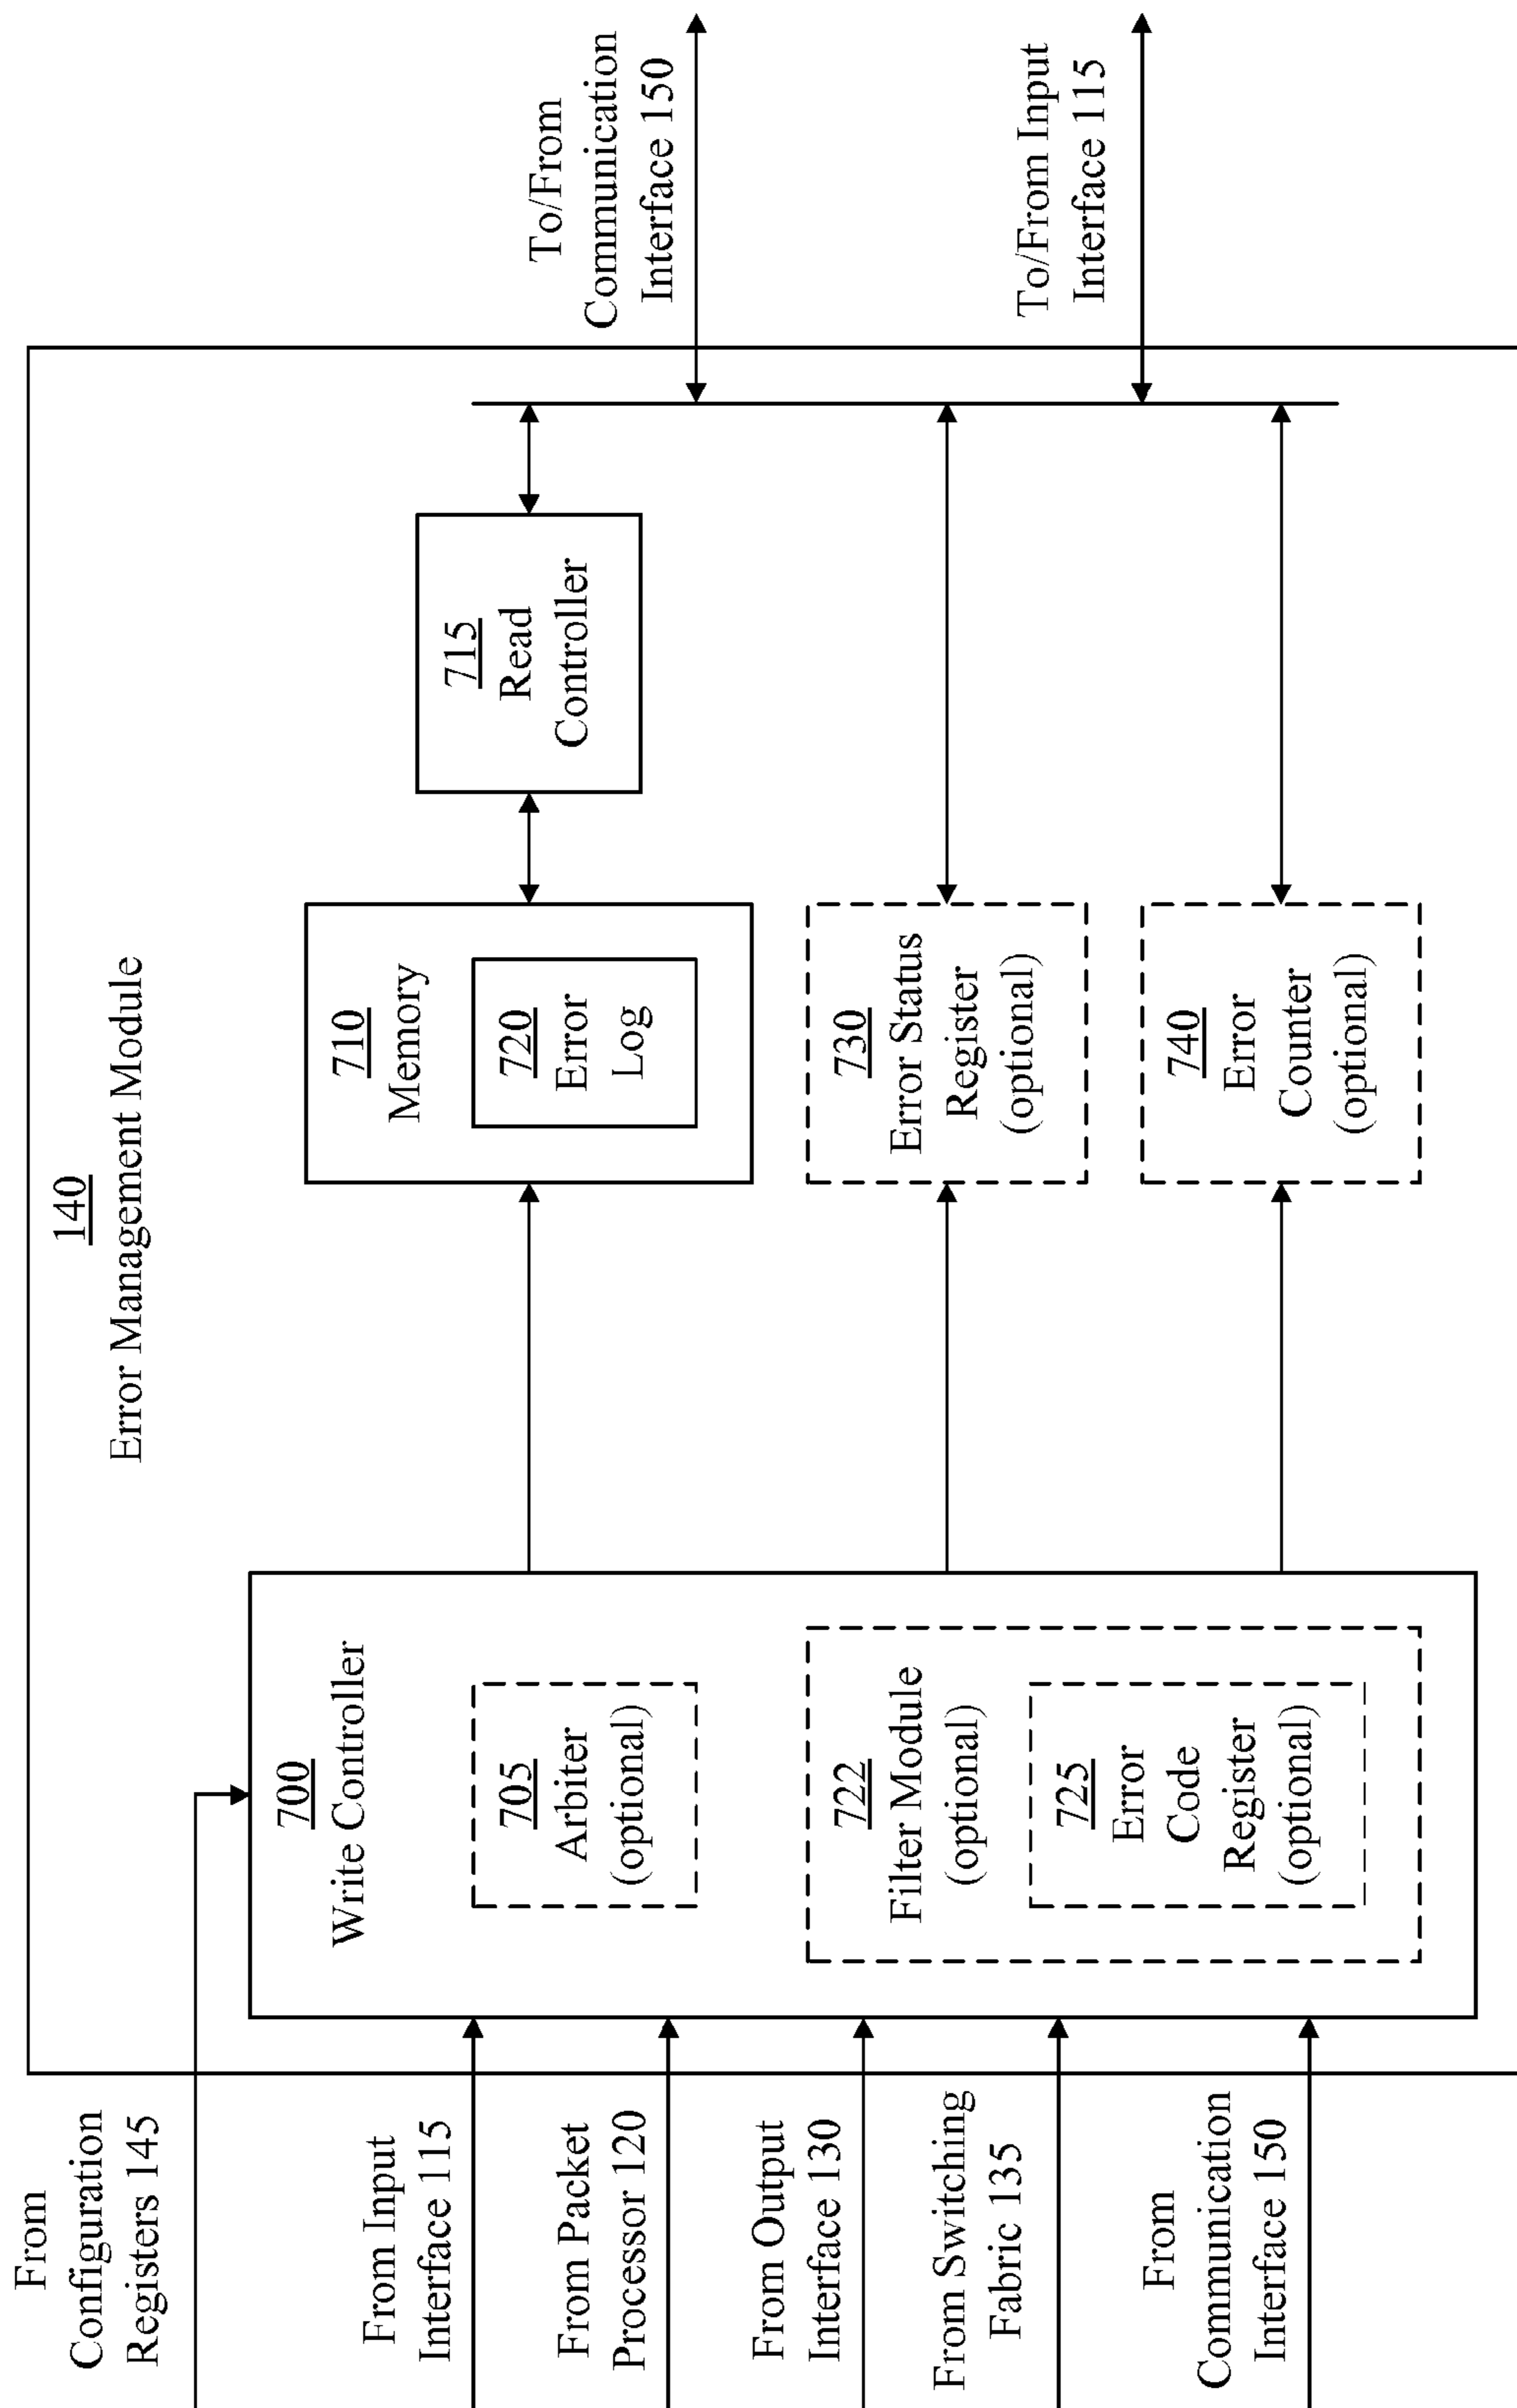 140
Error Management Module
From
Configuration
Registers 145
From Input
Interface 115
From Packet
Processor 120
From Output
Interface 130
From Switching
Fabric 135
From
Communication
Interface 150
700
Write Controller
705
Arbiter
(optional)
722
Filter Module
(optional)
725
Error
Code
Register
(optional)
710
Memory
720
Error
Log
730
Error Status
Register
(optional)
740
Error
Counter
(optional)
715
Read
Controller
To/From
Communication
Interface 150
To/From Input
Interface 115